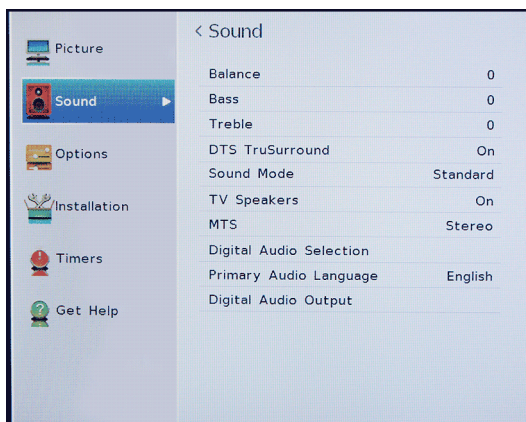 Picture
Sound
Options
Installation
Timers
Get Help
< Sound
Balance 0
Bass 0
Treble 0
DTS TruSurround On
Sound Mode Standard
TV Speakers On
MTS Stereo
Digital Audio Selection
Primary Audio Language English
Digital Audio Output